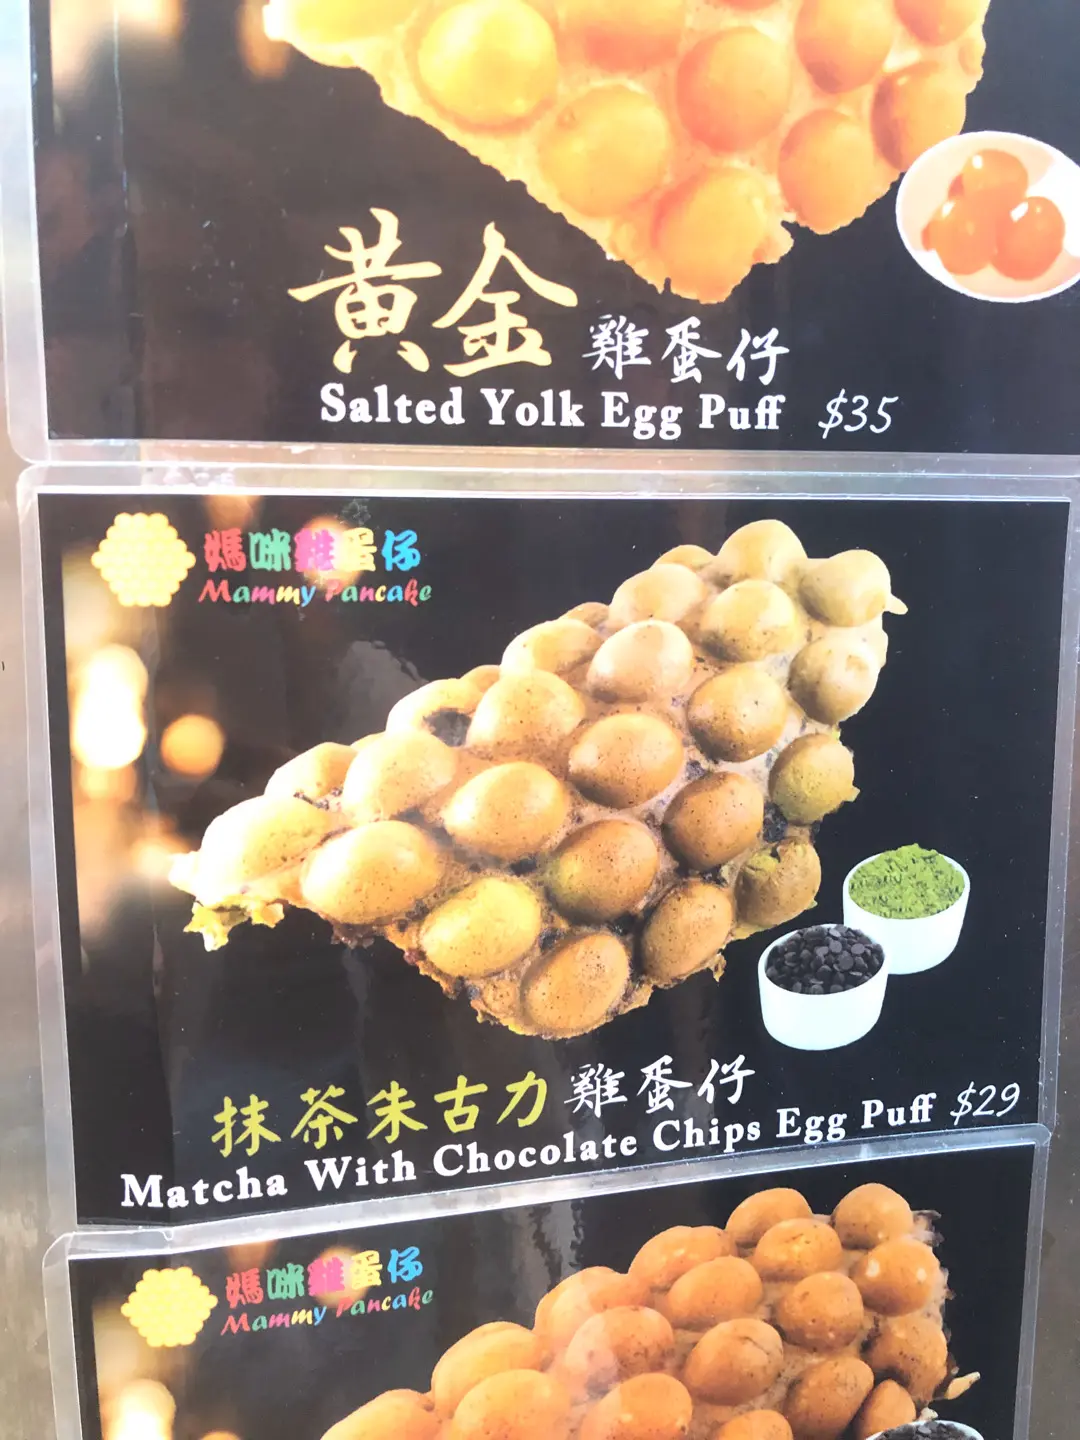 黃金 雞蛋仔
Salted Yolk Egg Puff $35
媽咪雞蛋仔
Mammy Pancake
抹茶朱古力 雞蛋仔
Matcha With Chocolate Chips Egg Puff $29
媽咪雞蛋仔
Mammy Pancake